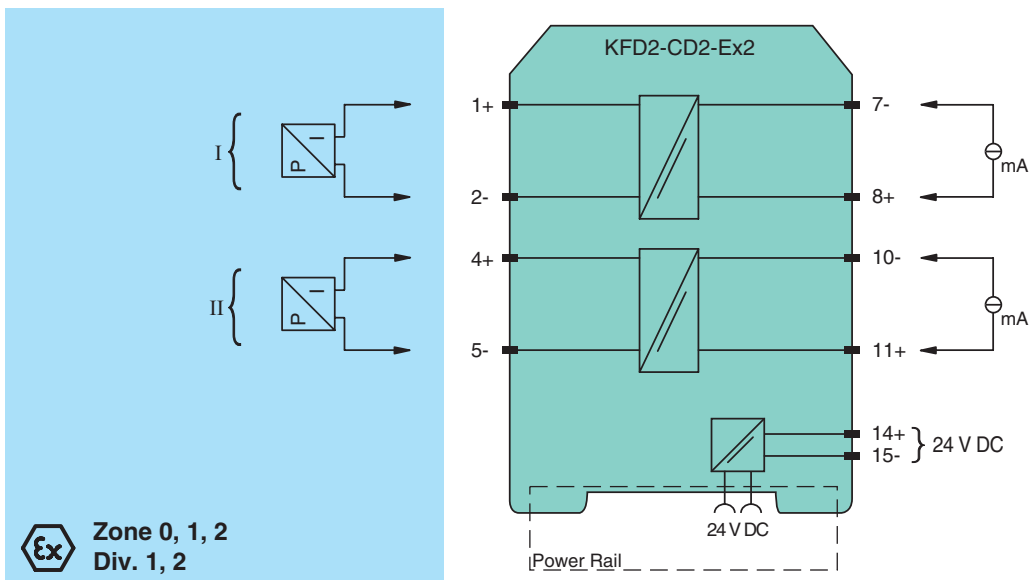 KFD2-CD2-Ex2
I
P
I
1+
2-
7-
8+
mA
II
P
I
4+
5-
10-
11+
mA
14+
15-
24 V DC
24 V DC
Power Rail
Ex
Zone 0, 1, 2
Div. 1, 2